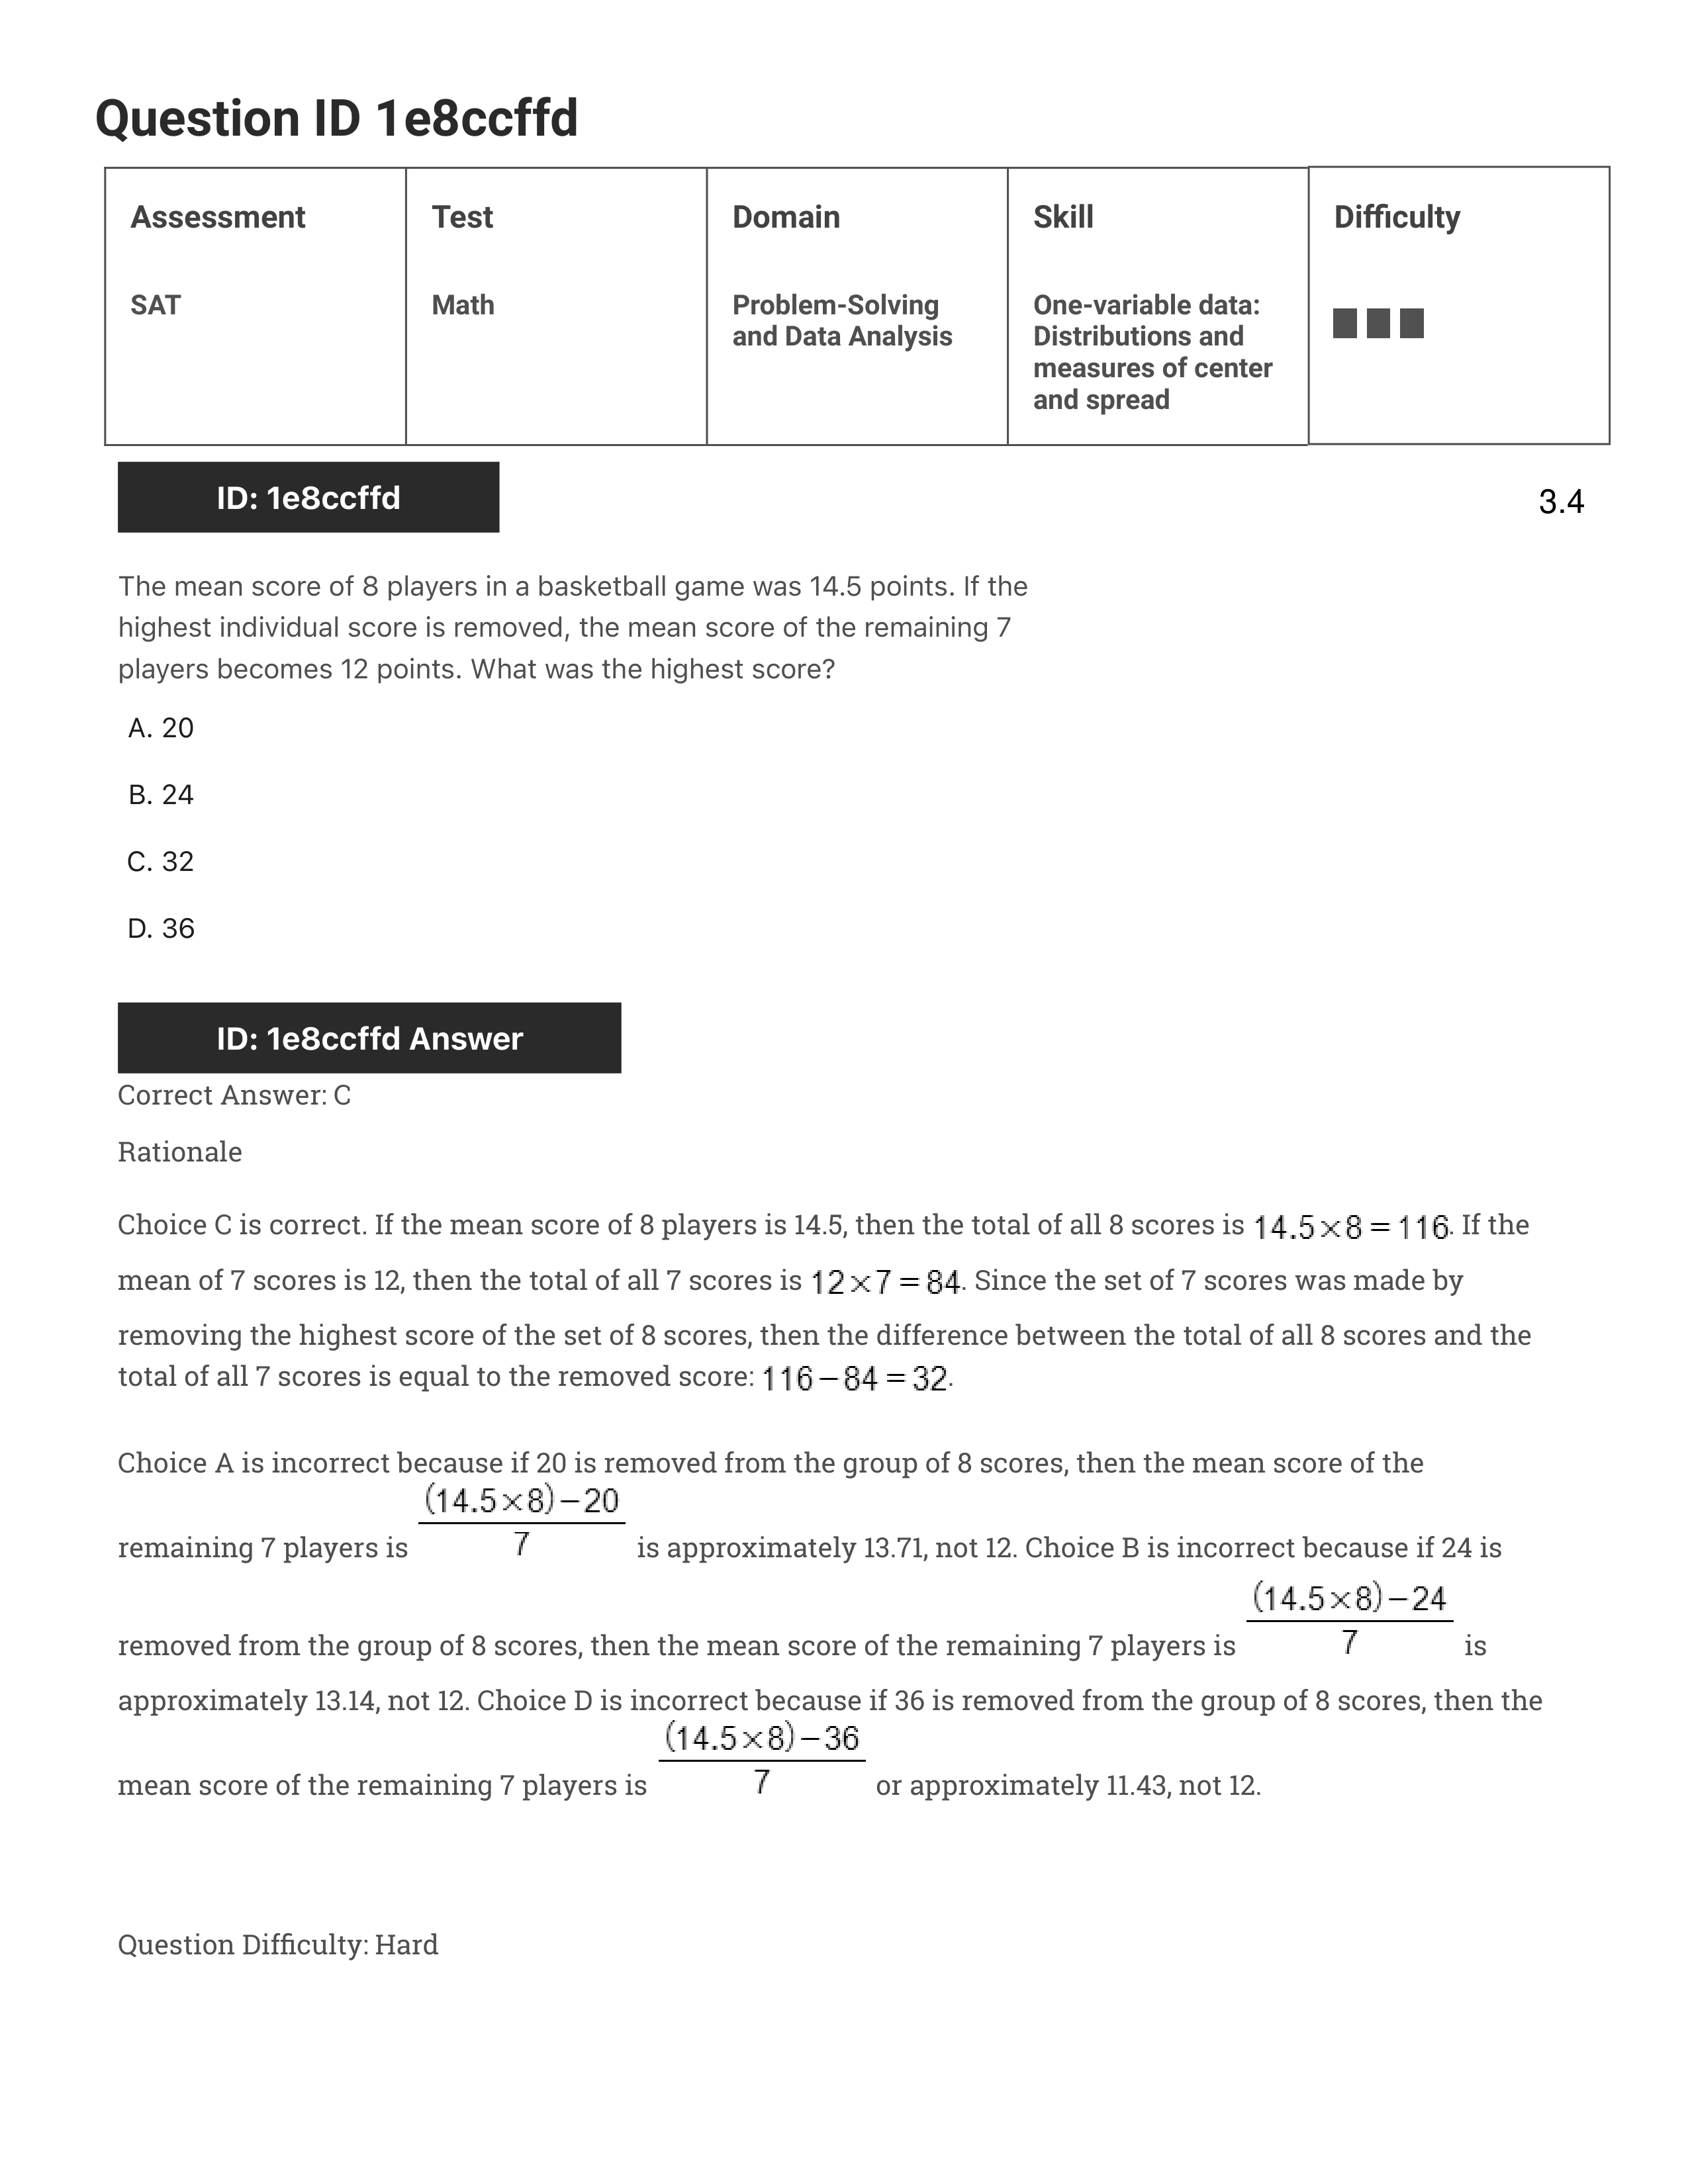 Question ID 1e8ccffd
Assessment
Test
Domain
Skill
Difficulty
SAT
Math
Problem-Solving
and Data Analysis
One-variable data:
Distributions and
measures of center
and spread
ID: 1e8ccffd
3.4
The mean score of 8 players in a basketball game was 14.5 points. If the
highest individual score is removed, the mean score of the remaining 7
players becomes 12 points. What was the highest score?
A. 20
B. 24
C. 32
D. 36
ID: 1e8ccffd Answer
Correct Answer: C
Rationale
Choice C is correct. If the mean score of 8 players is 14.5, then the total of all 8 scores is 14.5×8=116. If the
mean of 7 scores is 12, then the total of all 7 scores is 12×7=84. Since the set of 7 scores was made by
removing the highest score of the set of 8 scores, then the difference between the total of all 8 scores and the
total of all 7 scores is equal to the removed score: 116−84=32.
Choice A is incorrect because if 20 is removed from the group of 8 scores, then the mean score of the
remaining 7 players is (14.5×8)−20 / 7 is approximately 13.71, not 12. Choice B is incorrect because if 24 is
removed from the group of 8 scores, then the mean score of the remaining 7 players is (14.5×8)−24 / 7 is
approximately 13.14, not 12. Choice D is incorrect because if 36 is removed from the group of 8 scores, then the
mean score of the remaining 7 players is (14.5×8)−36 / 7 or approximately 11.43, not 12.
Question Difficulty: Hard